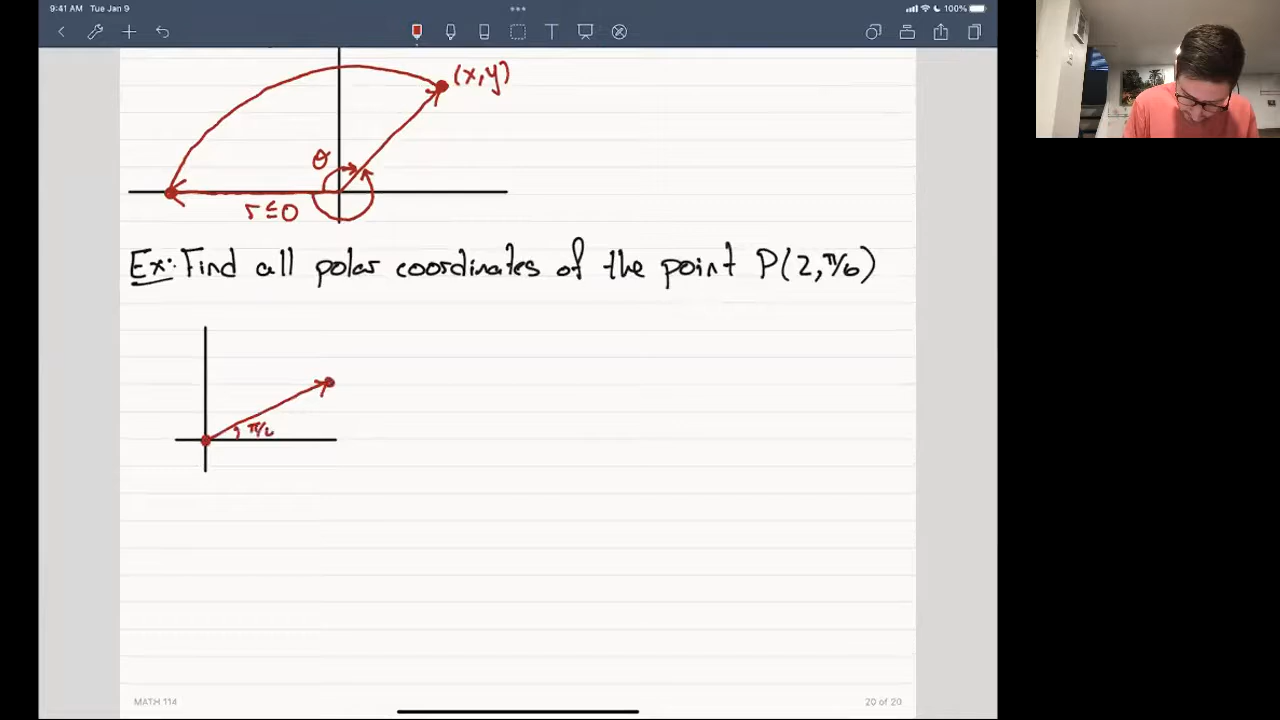 9:41 AM Tue Jan 9
100%
(x,y)
θ
r≤0
Ex: Find all polar coordinates of the point P(2,π/6)
π/6
MATH 114
20 of 20